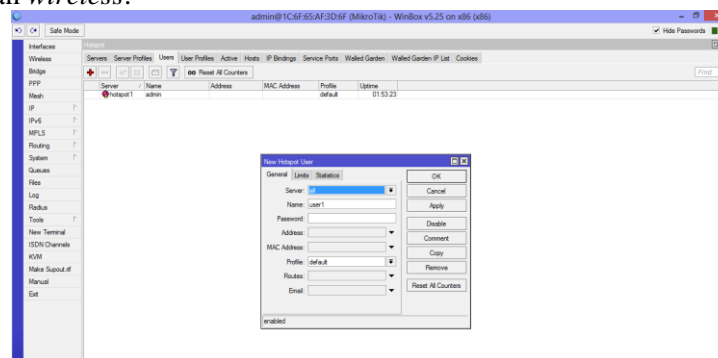 wireless.
admin@1C:6F:65:AF:3D:6F (MikroTik) - WinBox v5.25 on x86 (x86)
Safe Mode
Hide Passwords
Interfaces
Wireless
Bridge
PPP
Mesh
IP
IPv6
MPLS
Routing
System
Queues
Files
Log
Radius
Tools
New Terminal
ISDN Channels
KVM
Make Supout.rif
Manual
Exit
Hotspot
Servers Server Profiles Users User Profiles Active Hosts IP Bindings Service Ports Walled Garden Walled Garden IP List Cookies
00 Reset All Counters
Find
Server / Name Address MAC Address Profile Uptime
hotspot1 admin default 01:53:23
New Hotspot User
General Limits Statistics
Server: all
Name: user1
Password:
Address:
MAC Address:
Profile: default
Routes:
Email:
OK
Cancel
Apply
Disable
Comment
Copy
Remove
Reset All Counters
enabled